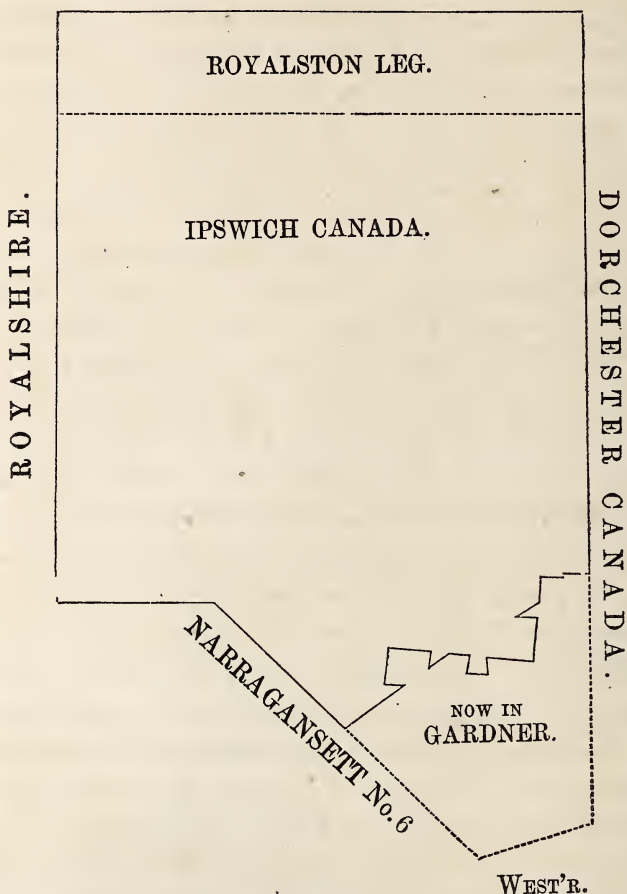 ROYALSTON LEG.
ROYALSHIRE.
IPSWICH CANADA.
DORCHESTER CANADA.
NARRAGANSETT No. 6
NOW IN
GARDNER.
WEST'R.